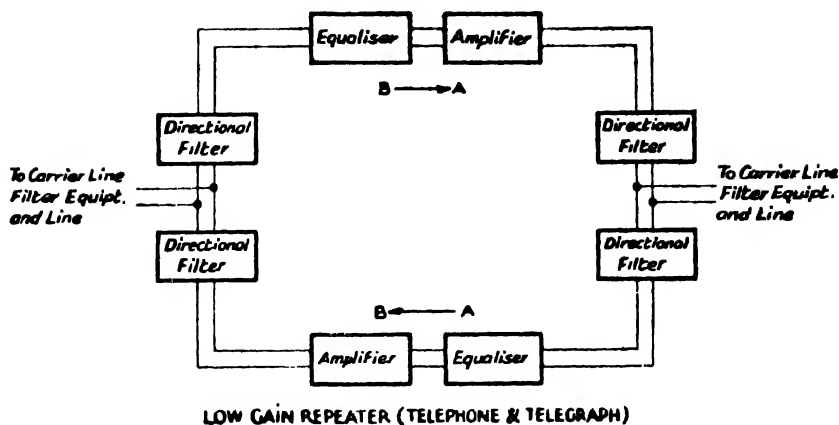 Equaliser
Amplifier
B → A
Directional
Filter
Directional
Filter
To Carrier Line
Filter Equipt.
and Line
To Carrier Line
Filter Equipt.
and Line
Directional
Filter
Directional
Filter
B ← A
Amplifier
Equaliser
LOW GAIN REPEATER (TELEPHONE & TELEGRAPH)